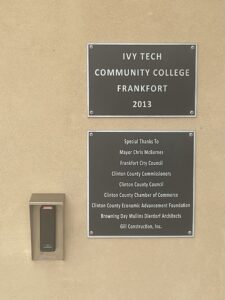 IVY TECH
COMMUNITY COLLEGE
FRANKFORT
2013
Special Thanks To
Mayor Chris McBarnes
Frankfort City Council
Clinton County Commissioners
Clinton County Council
Clinton County Chamber of Commerce
Clinton County Economic Advancement Foundation
Browning Day Mullins Dierdorf Architects
Gill Construction, Inc.